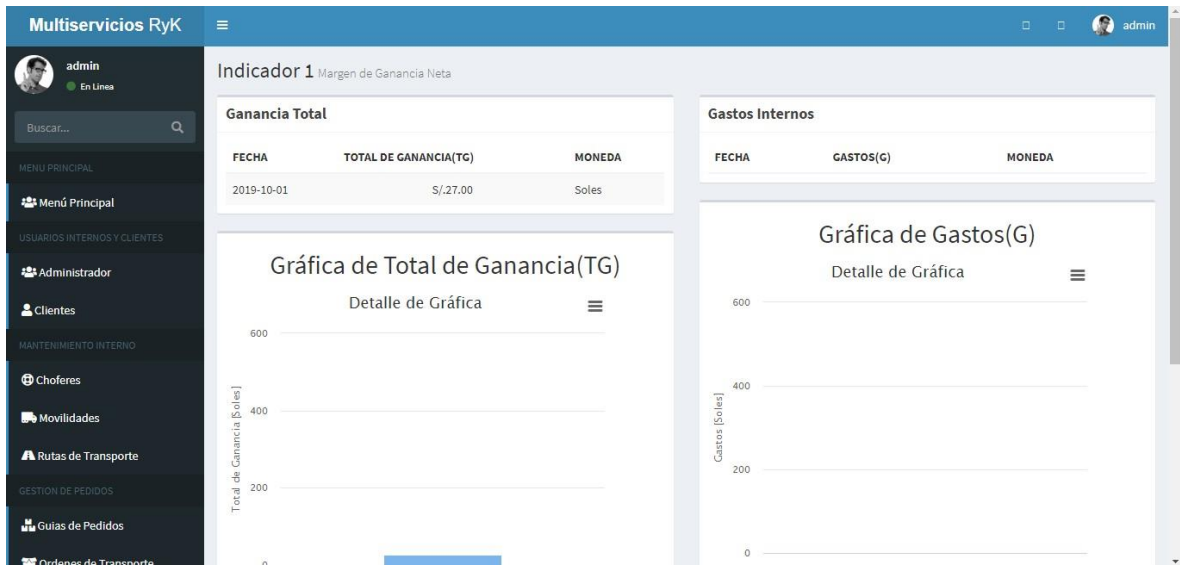 Multiservicios RyK
admin
admin
En Linea
Buscar...
MENU PRINCIPAL
Menú Principal
USUARIOS INTERNOS Y CLIENTES
Administrador
Clientes
MANTENIMIENTO INTERNO
Choferes
Movilidades
Rutas de Transporte
GESTION DE PEDIDOS
Guias de Pedidos
Ordenes de Transporte
Indicador 1 Margen de Ganancia Neta
Ganancia Total
FECHA TOTAL DE GANANCIA(TG) MONEDA
2019-10-01 S/.27.00 Soles
Gráfica de Total de Ganancia(TG)
Detalle de Gráfica
Total de Ganancia [Soles]
600
400
200
0
Gastos Internos
FECHA GASTOS(G) MONEDA
Gráfica de Gastos(G)
Detalle de Gráfica
Gastos [Soles]
600
400
200
0